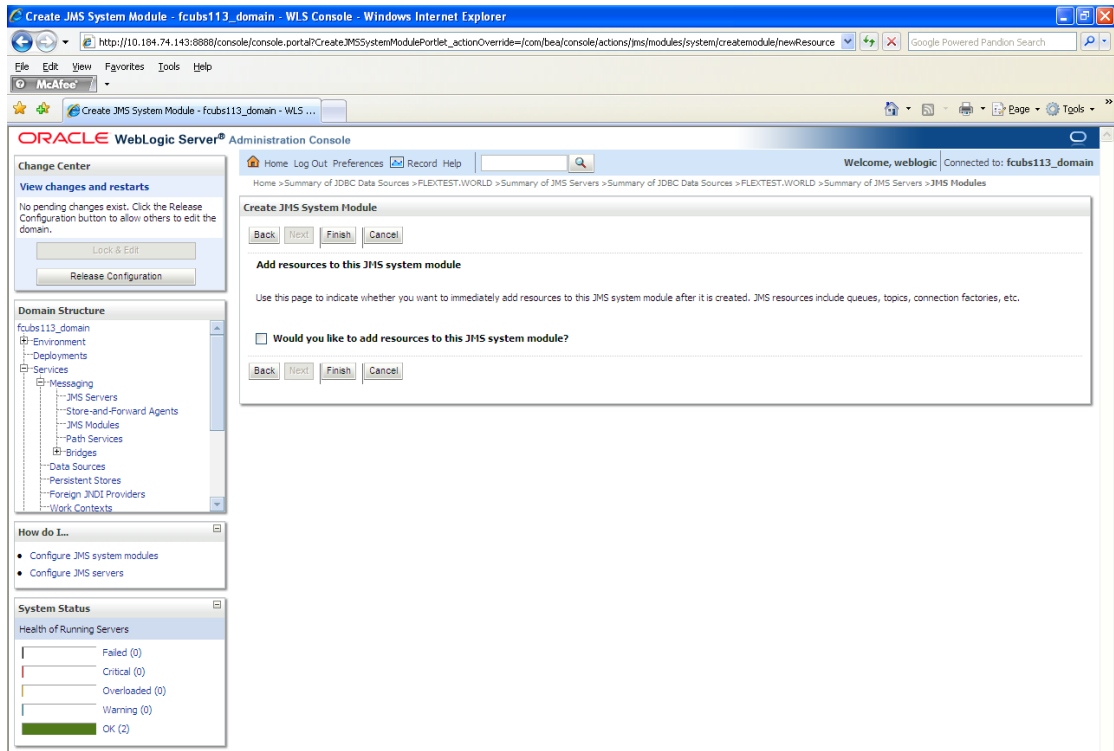 Create JMS System Module - fcubs113_domain - WLS Console - Windows Internet Explorer
http://10.184.74.143:8888/console/console.portal?CreateJMSSystemModulePortlet_actionOverride=/com/bea/console/actions/jms/modules/system/createmodule/newResource
Google Powered Pandion Search
File Edit View Favorites Tools Help
McAfee
Create JMS System Module - fcubs113_domain - WLS ...
Page Tools
ORACLE WebLogic Server® Administration Console
Change Center
View changes and restarts
No pending changes exist. Click the Release
Configuration button to allow others to edit the
domain.
Lock & Edit
Release Configuration
Domain Structure
fcubs113_domain
Environment
Deployments
Services
Messaging
JMS Servers
Store-and-Forward Agents
JMS Modules
Path Services
Bridges
Data Sources
Persistent Stores
Foreign JNDI Providers
Work Contexts
How do I...
Configure JMS system modules
Configure JMS servers
System Status
Health of Running Servers
Failed (0)
Critical (0)
Overloaded (0)
Warning (0)
OK (2)
Home Log Out Preferences Record Help
Welcome, weblogic Connected to: fcubs113_domain
Home >Summary of JDBC Data Sources >FLEXTEST.WORLD >Summary of JMS Servers >Summary of JDBC Data Sources >FLEXTEST.WORLD >Summary of JMS Servers >JMS Modules
Create JMS System Module
Back Next Finish Cancel
Add resources to this JMS system module
Use this page to indicate whether you want to immediately add resources to this JMS system module after it is created. JMS resources include queues, topics, connection factories, etc.
Would you like to add resources to this JMS system module?
Back Next Finish Cancel